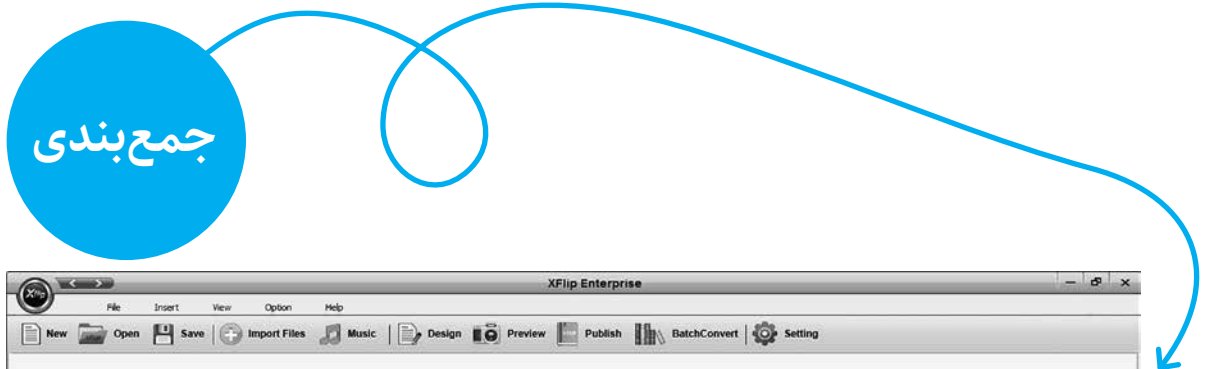 جمع‌بندی
XFlip Enterprise
XFlip
File Insert View Option Help
New Open Save Import Files Music Design Preview Publish BatchConvert Setting